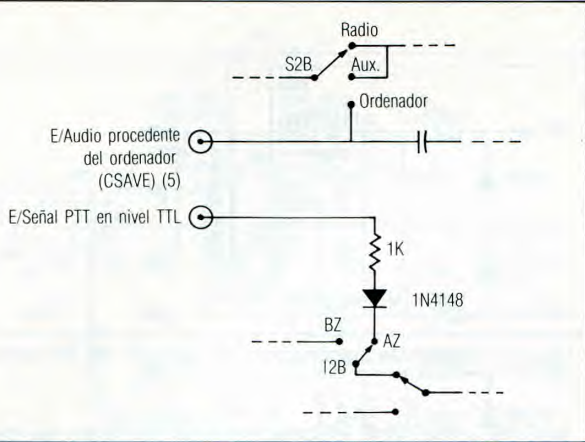 Radio
S2B
Aux.
Ordenador
E/Audio procedente
del ordenador
(CSAVE) (5)
E/Señal PTT en nivel TTL
1K
1N4148
BZ
AZ
I2B